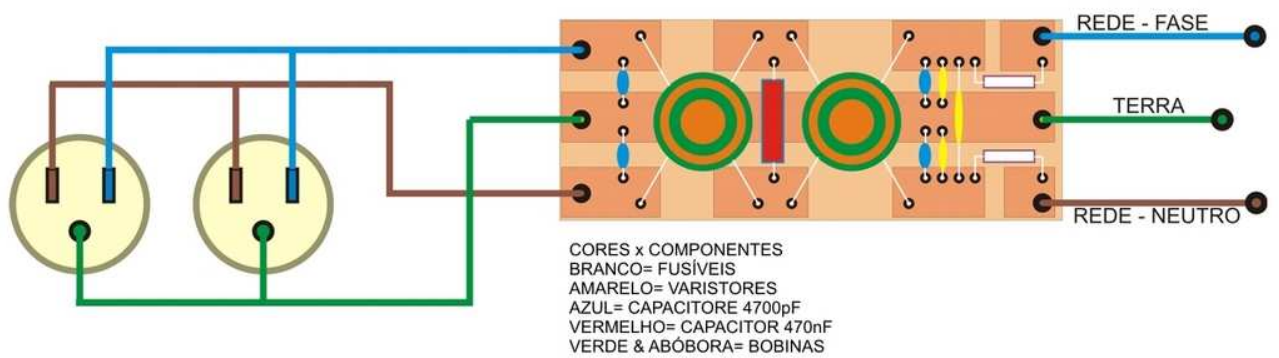 REDE - FASE
TERRA
REDE - NEUTRO
CORES x COMPONENTES
BRANCO= FUSÍVEIS
AMARELO= VARISTORES
AZUL= CAPACITORE 4700pF
VERMELHO= CAPACITOR 470nF
VERDE & ABÓBORA= BOBINAS